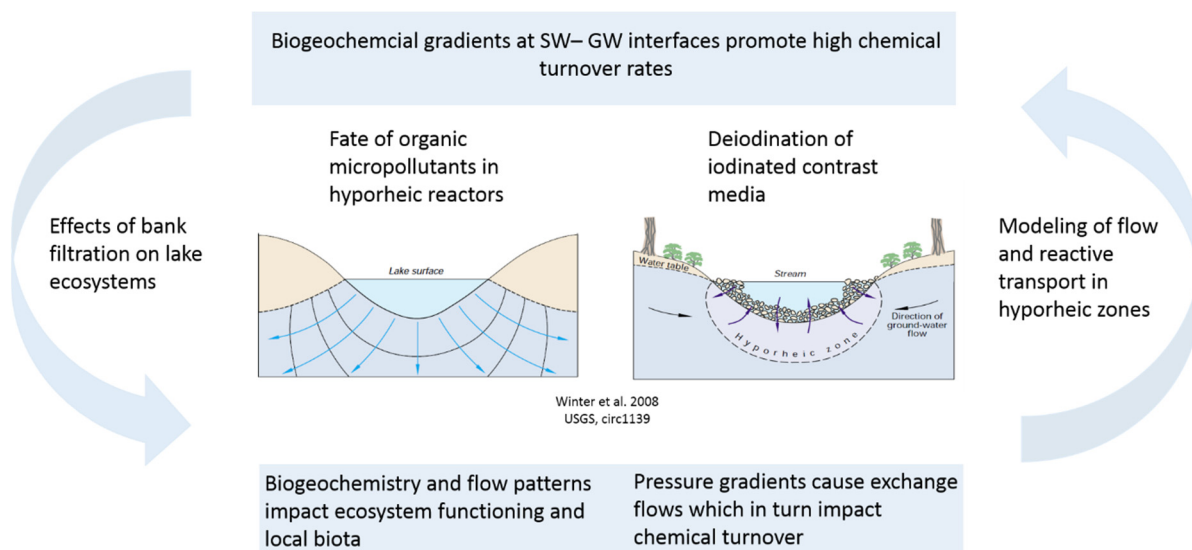 Biogeochemcial gradients at SW– GW interfaces promote high chemical
turnover rates
Fate of organic
micropollutants in
hyporheic reactors
Deiodination of
iodinated contrast
media
Effects of bank
filtration on lake
ecosystems
Lake surface
Water table
Stream
Direction of
ground-water
flow
Hyporheic zone
Modeling of flow
and reactive
transport in
hyporheic zones
Winter et al. 2008
USGS, circ1139
Biogeochemistry and flow patterns
impact ecosystem functioning and
local biota
Pressure gradients cause exchange
flows which in turn impact
chemical turnover